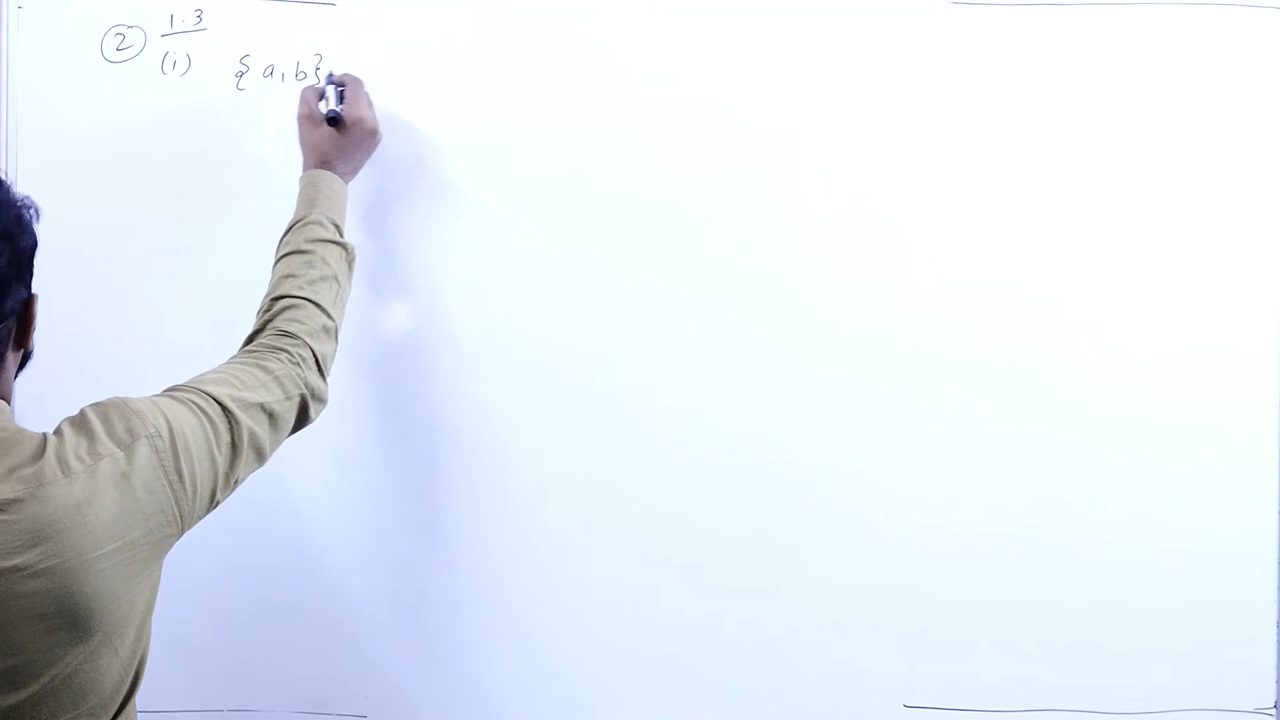 ② 1.3
(i) {a, b}